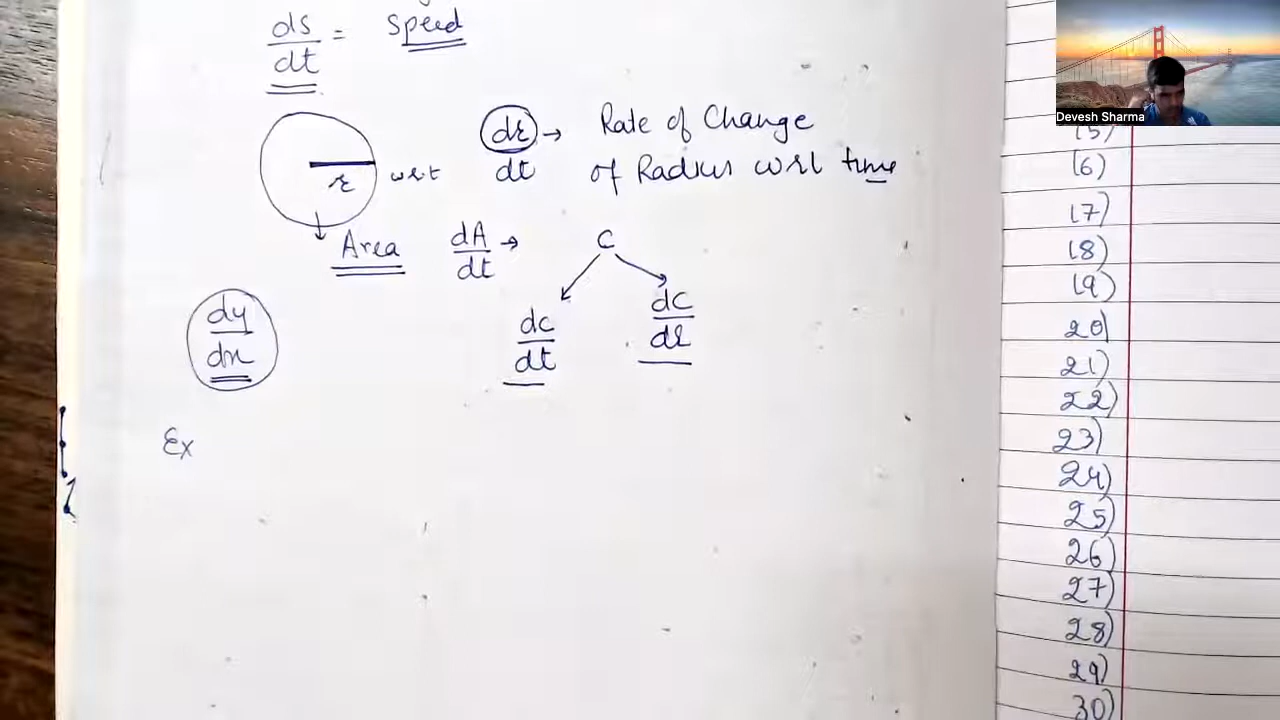 ds/dt = speed
dr/dt → Rate of Change
r wrt of Radius wrt time
Area dA/dt → C
dy/dx dc/dt dc/dr
Ex
Devesh Sharma
15)
16)
17)
18)
19)
20)
21)
22)
23)
24)
25)
26)
27)
28)
29)
30)